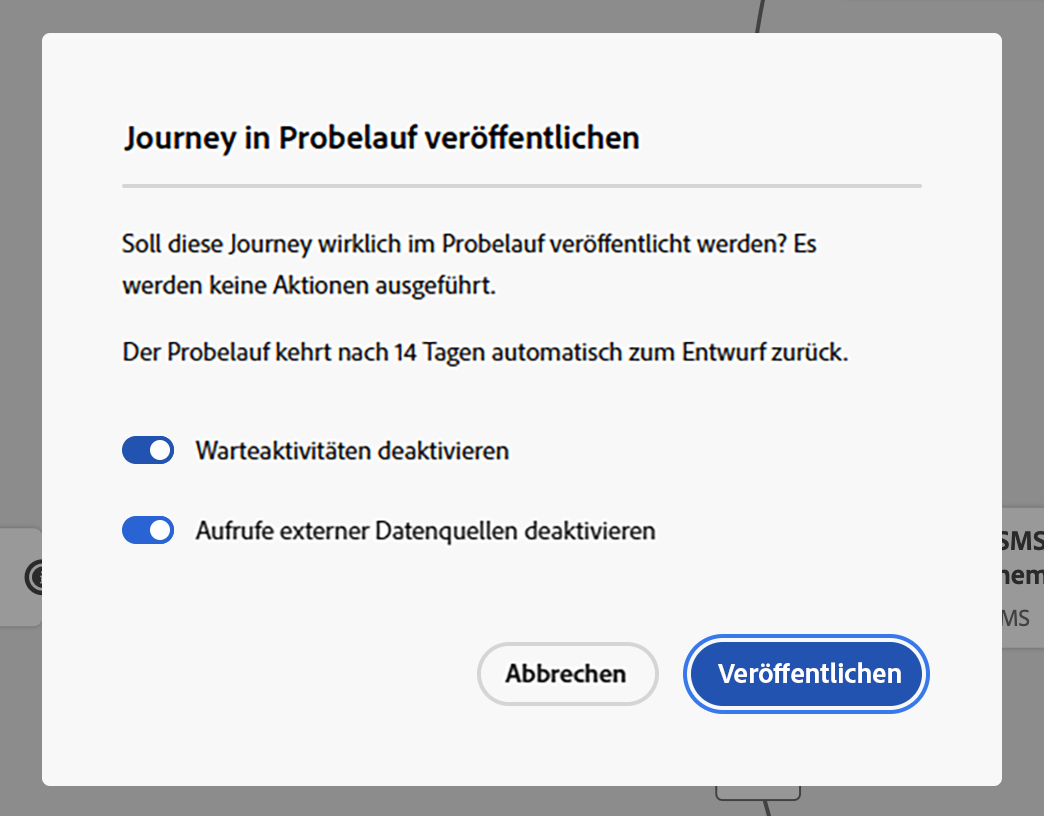 Journey in Probelauf veröffentlichen
Soll diese Journey wirklich im Probelauf veröffentlicht werden? Es
werden keine Aktionen ausgeführt.
Der Probelauf kehrt nach 14 Tagen automatisch zum Entwurf zurück.
Warteaktivitäten deaktivieren
Aufrufe externer Datenquellen deaktivieren
SMS
MS
Abbrechen
Veröffentlichen